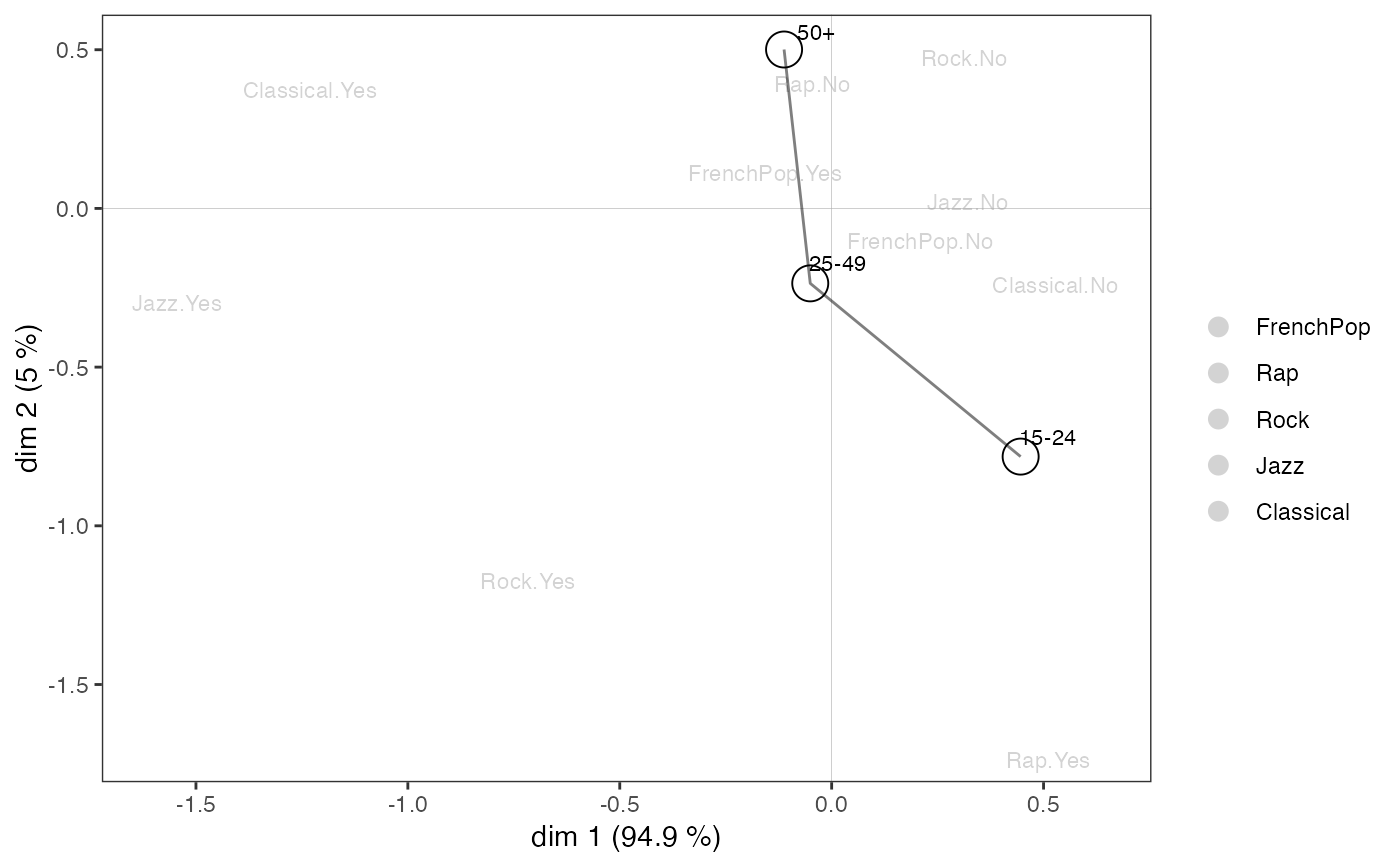 50+
0.5
Rock.No
Rap.No
Classical.Yes
FrenchPop.Yes
0.0
Jazz.No
FrenchPop.No
25-49
Classical.No
Jazz.Yes
FrenchPop
-0.5
Rap
Rock
15-24
Jazz
Classical
-1.0
Rock.Yes
-1.5
Rap.Yes
-1.5
-1.0
-0.5
0.0
0.5
dim 1 (94.9 %)
dim 2 (5 %)